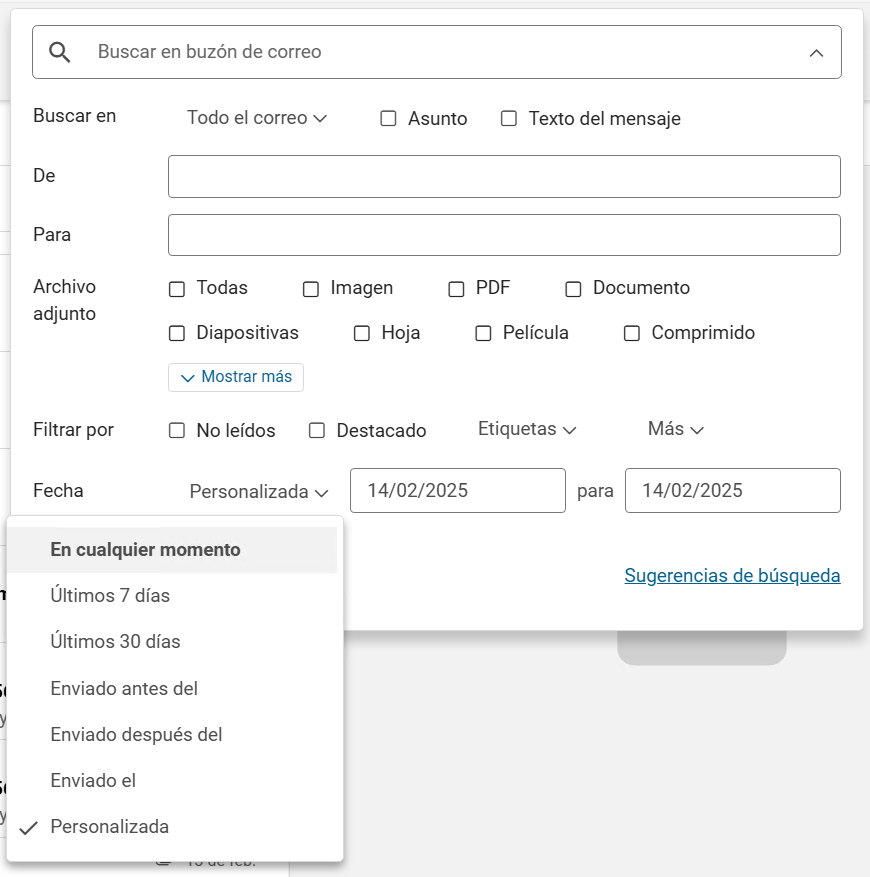 Buscar en buzón de correo
Buscar en Todo el correo Asunto Texto del mensaje
De
Para
Archivo adjunto
Todas Imagen PDF Documento
Diapositivas Hoja Película Comprimido
Mostrar más
Filtrar por No leídos Destacado Etiquetas Más
Fecha Personalizada 14/02/2025 para 14/02/2025
En cualquier momento
Sugerencias de búsqueda
Últimos 7 días
Últimos 30 días
Enviado antes del
Enviado después del
Enviado el
Personalizada